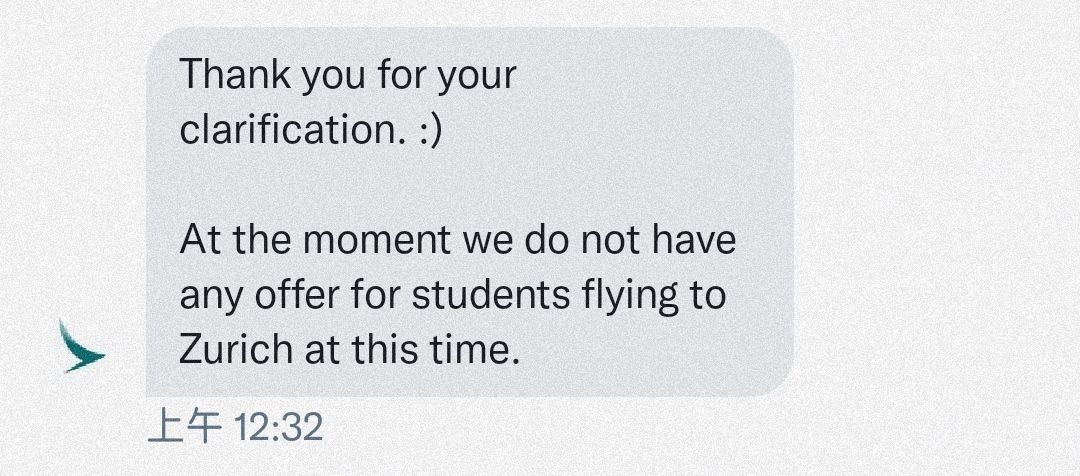 Thank you for your
clarification. :)
At the moment we do not have
any offer for students flying to
Zurich at this time.
上午 12:32